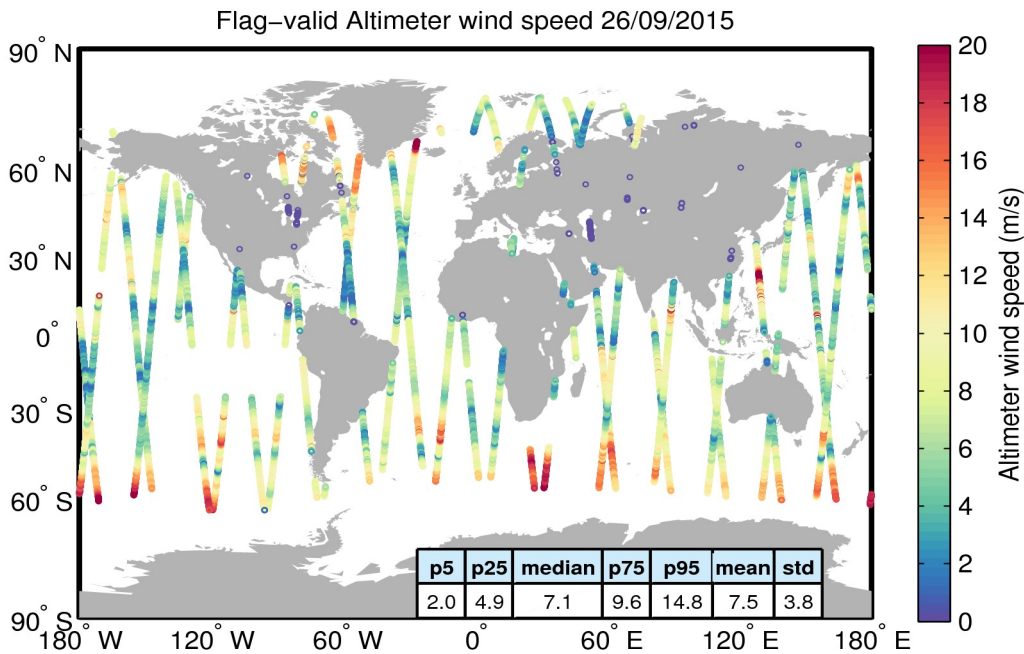 Flag−valid Altimeter wind speed 26/09/2015
90° N
60° N
30° N
0°
30° S
60° S
90° S
180° W
120° W
60° W
0°
60° E
120° E
180° E
20
18
16
14
12
10
8
6
4
2
0
Altimeter wind speed (m/s)
p5 p25 median p75 p95 mean std
2.0 4.9 7.1 9.6 14.8 7.5 3.8